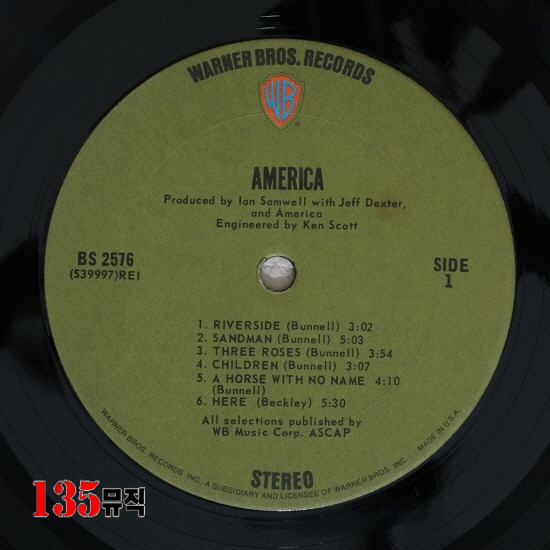 WARNER BROS. RECORDS
WB
®
AMERICA
Produced by Ian Samwell with Jeff Dexter,
and America
Engineered by Ken Scott
BS 2576
(S39997)RE1
SIDE
1
1. RIVERSIDE (Bunnell) 3:02
2. SANDMAN (Bunnell) 5:03
3. THREE ROSES (Bunnell) 3:54
4. CHILDREN (Bunnell) 3:07
5. A HORSE WITH NO NAME 4:10
(Bunnell)
6. HERE (Beckley) 5:30
All selections published by
WB Music Corp. ASCAP
STEREO
WARNER BROS. RECORDS INC. A SUBSIDIARY AND LICENSEE OF WARNER BROS. INC. MADE IN U.S.A.
135뮤직